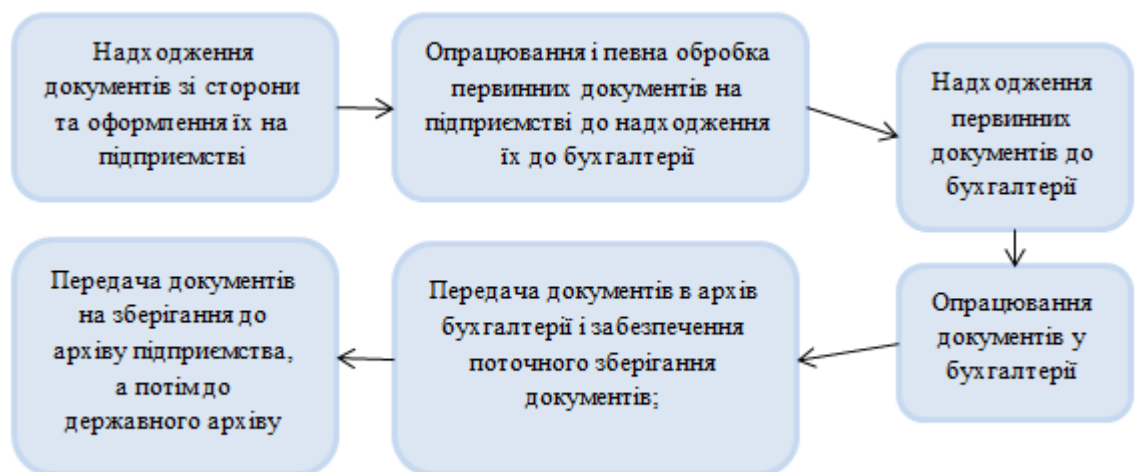 Надходження
документів зі сторони
та оформлення їх на
підприємстві
Опрацювання і певна обробка
первинних документів на
підприємстві до надходження
їх до бухгалтерії
Надходження
первинних
документів до
бухгалтерії
Опрацювання
документів у
бухгалтерії
Передача документів в архів
бухгалтерії і забезпечення
поточного зберігання
документів;
Передача документів
на зберігання до
архіву підприємства,
а потім до
державного архіву